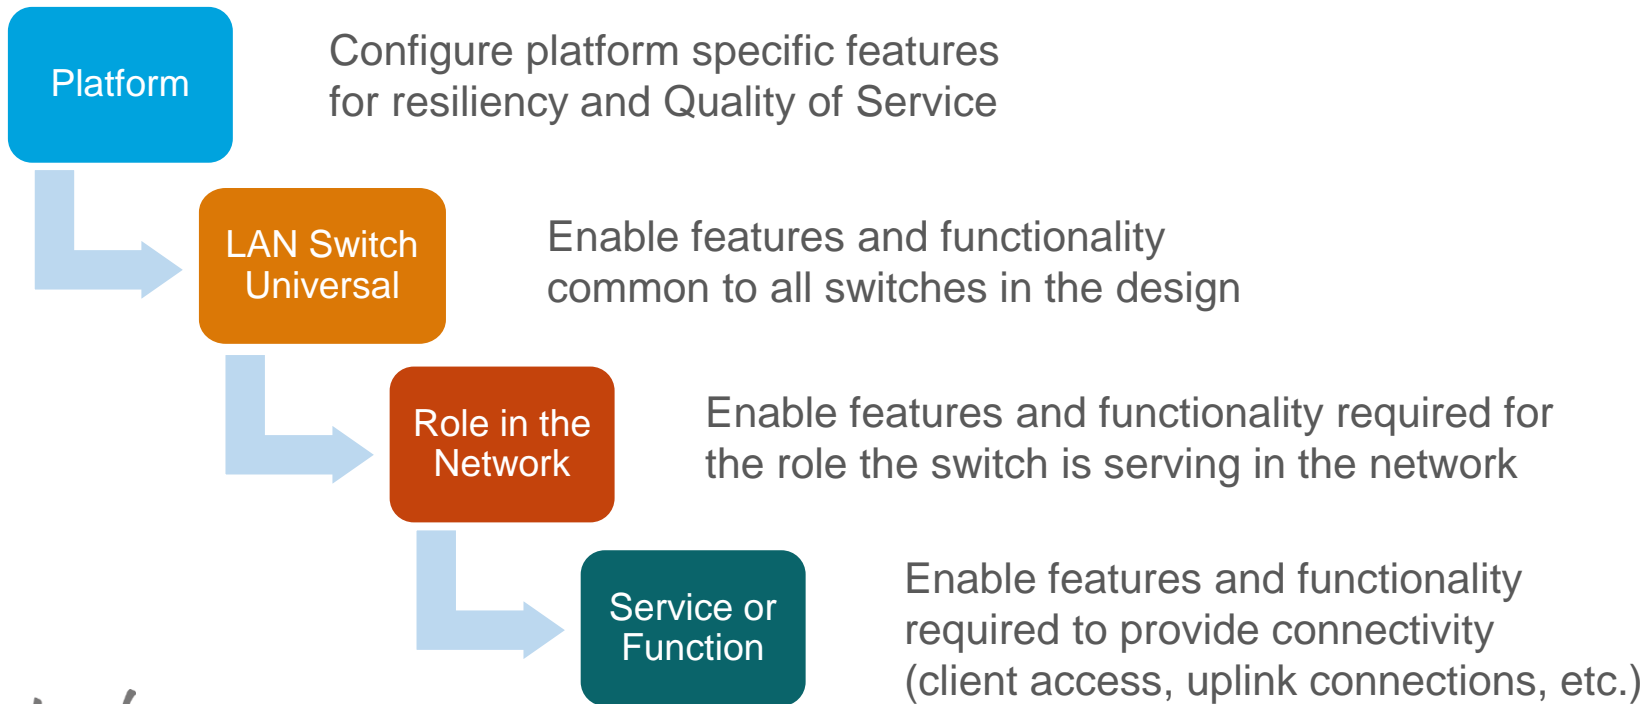 Platform
Configure platform specific features
for resiliency and Quality of Service
LAN Switch
Universal
Enable features and functionality
common to all switches in the design
Role in the
Network
Enable features and functionality required for
the role the switch is serving in the network
Service or
Function
Enable features and functionality
required to provide connectivity
(client access, uplink connections, etc.)